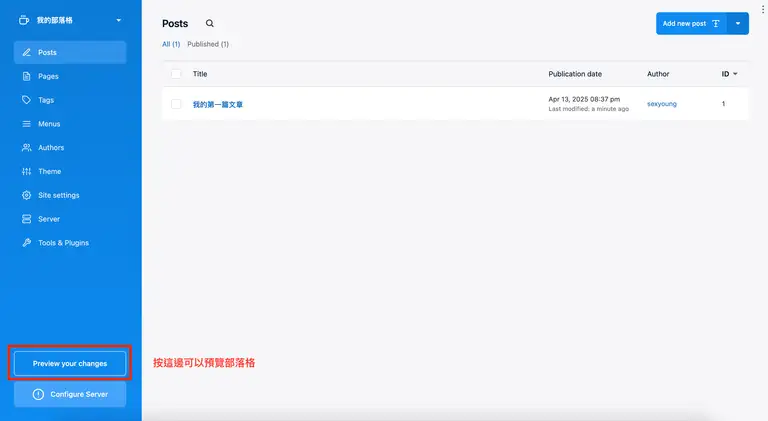 我的部落格
Posts
Pages
Tags
Menus
Authors
Theme
Site settings
Server
Tools & Plugins
Preview your changes
Configure Server
Posts
Add new post
All (1) Published (1)
Title Publication date Author ID
我的第一篇文章 Apr 13, 2025 08:37 pm sexyoung 1
Last modified: a minute ago
按這邊可以預覽部落格